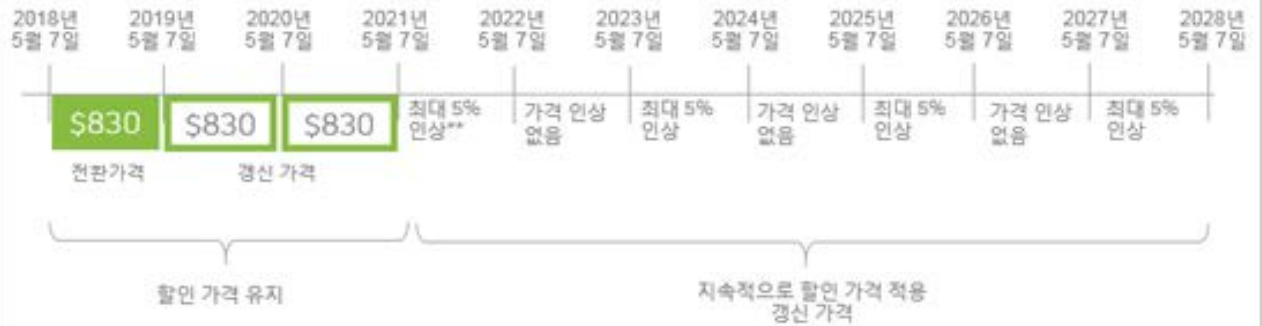 2018년 2019년 2020년 2021년 2022년 2023년 2024년 2025년 2026년 2027년 2028년
5월 7일 5월 7일 5월 7일 5월 7일 5월 7일 5월 7일 5월 7일 5월 7일 5월 7일 5월 7일 5월 7일
$830 $830 $830 최대 5% 가격 인상 최대 5% 가격 인상 최대 5% 가격 인상 최대 5%
인상** 없음 인상 없음 인상 없음 인상
전환가격 갱신 가격
할인 가격 유지 지속적으로 할인 가격 적용
갱신 가격